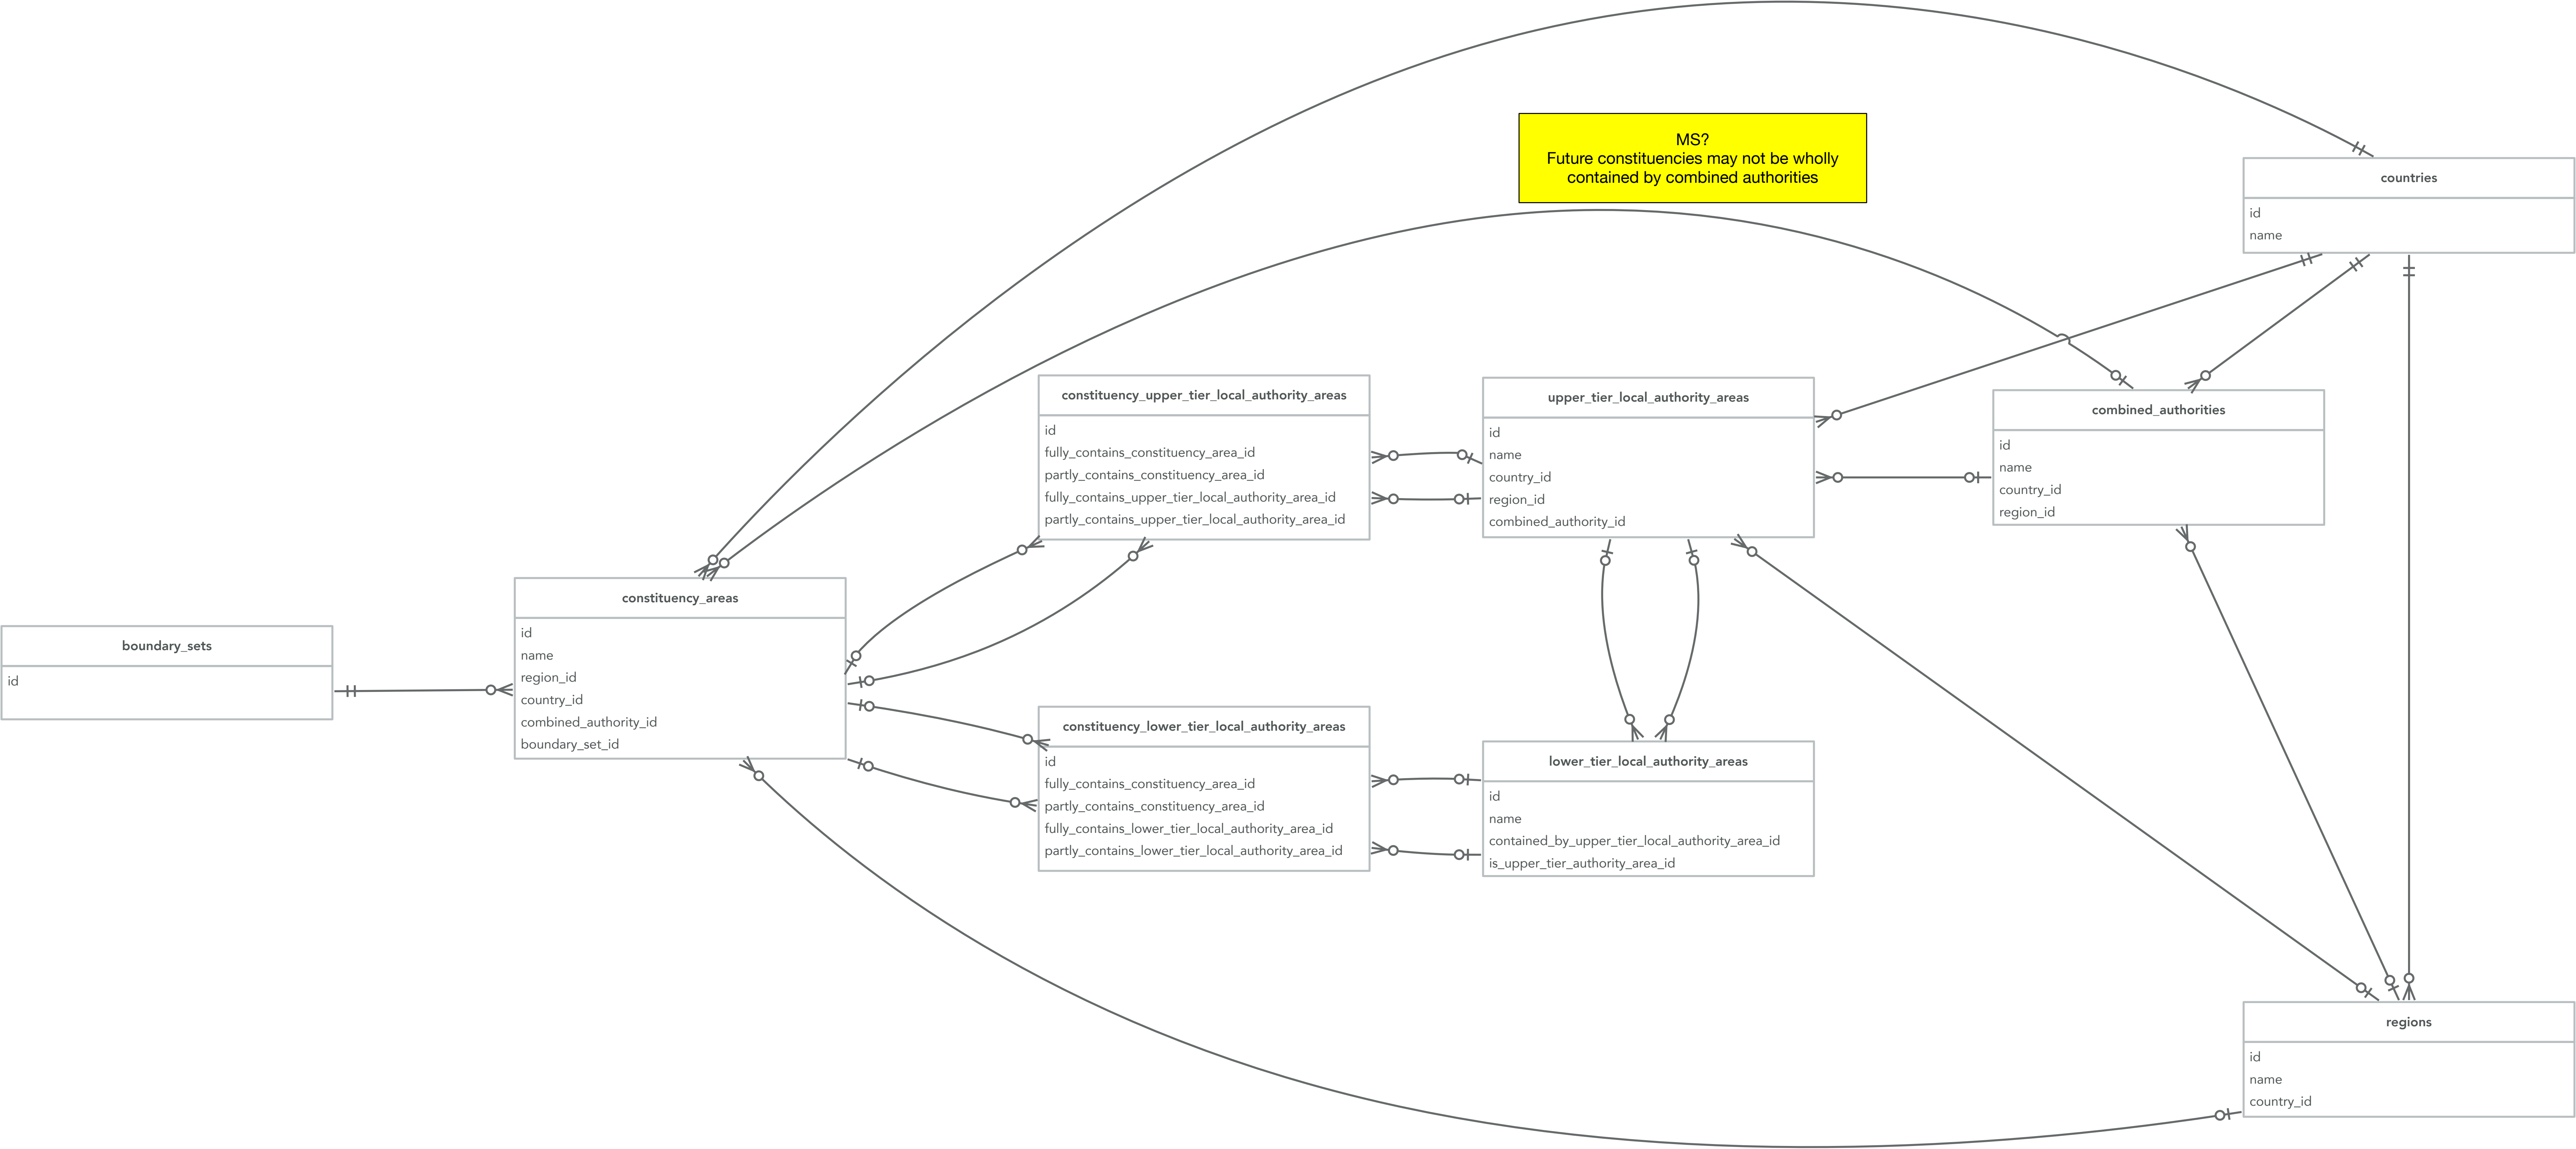 MS?
Future constituencies may not be wholly
contained by combined authorities
countries
id
name
constituency_upper_tier_local_authority_areas
id
fully_contains_constituency_area_id
partly_contains_constituency_area_id
fully_contains_upper_tier_local_authority_area_id
partly_contains_upper_tier_local_authority_area_id
upper_tier_local_authority_areas
id
name
country_id
region_id
combined_authority_id
combined_authorities
id
name
country_id
region_id
boundary_sets
id
constituency_areas
id
name
region_id
country_id
combined_authority_id
boundary_set_id
constituency_lower_tier_local_authority_areas
id
fully_contains_constituency_area_id
partly_contains_constituency_area_id
fully_contains_lower_tier_local_authority_area_id
partly_contains_lower_tier_local_authority_area_id
lower_tier_local_authority_areas
id
name
contained_by_upper_tier_local_authority_area_id
is_upper_tier_authority_area_id
regions
id
name
country_id